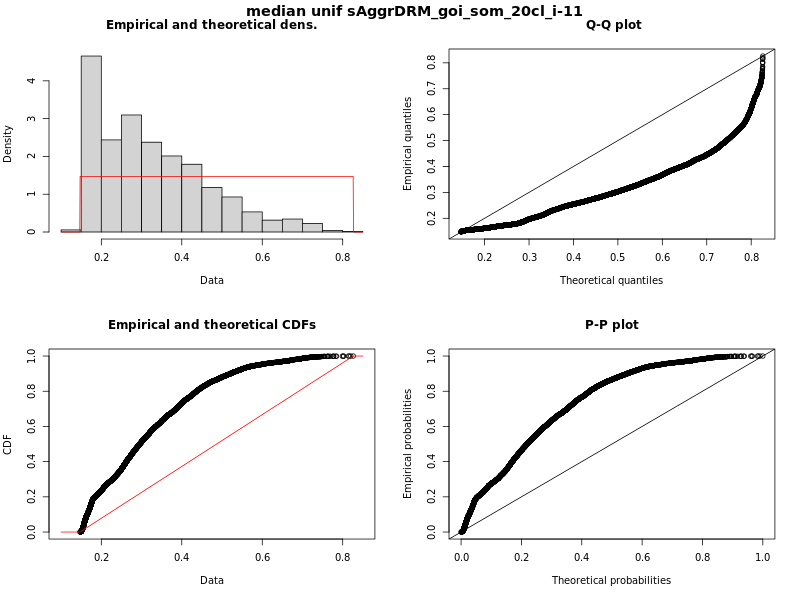 median unif sAggrDRM_goi_som_20cl_i-11
Empirical and theoretical dens.
Density
0 1 2 3 4
0.2 0.4 0.6 0.8
Data
Q-Q plot
Empirical quantiles
0.2 0.3 0.4 0.5 0.6 0.7 0.8
0.2 0.3 0.4 0.5 0.6 0.7 0.8
Theoretical quantiles
Empirical and theoretical CDFs
CDF
0.0 0.2 0.4 0.6 0.8 1.0
0.2 0.4 0.6 0.8
Data
P-P plot
Empirical probabilities
0.0 0.2 0.4 0.6 0.8 1.0
0.0 0.2 0.4 0.6 0.8 1.0
Theoretical probabilities